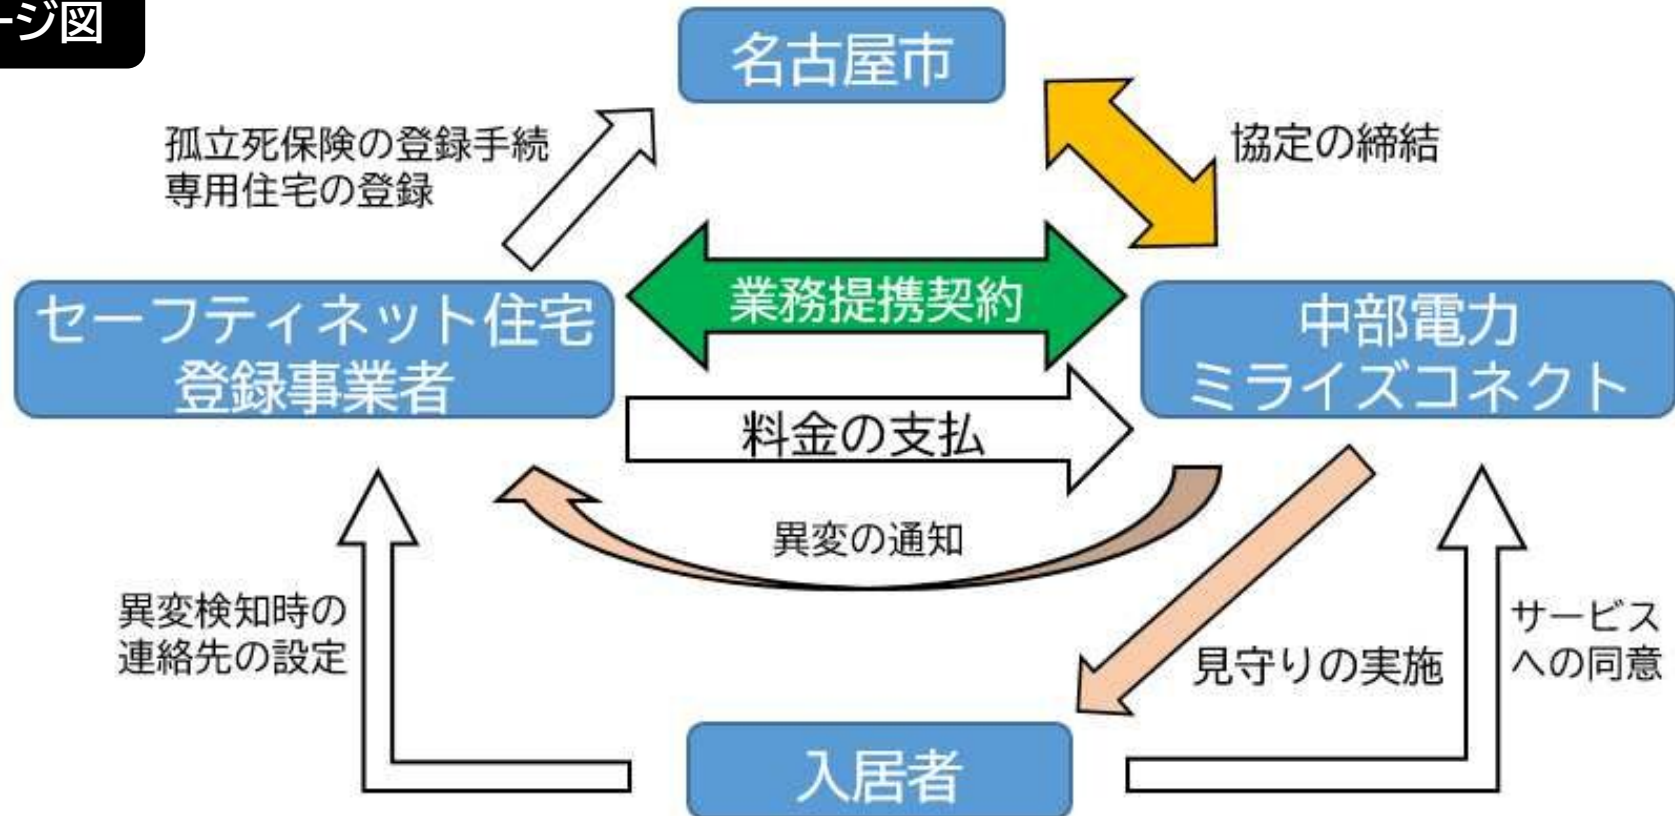 ージ図
名古屋市
孤立死保険の登録手続
専用住宅の登録
協定の締結
業務提携契約
セーフティネット住宅
登録事業者
中部電力
ミライズコネクト
料金の支払
異変の通知
異変検知時の
連絡先の設定
見守りの実施
サービス
への同意
入居者